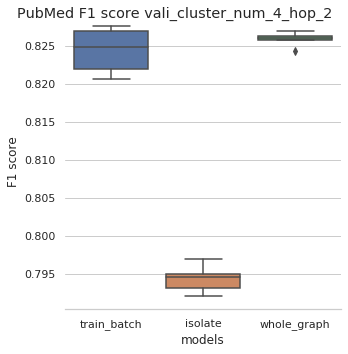 PubMed F1 score vali_cluster_num_4_hop_2
0.825
0.820
0.815
0.810
0.805
0.800
0.795
F1 score
train_batch isolate whole_graph
models